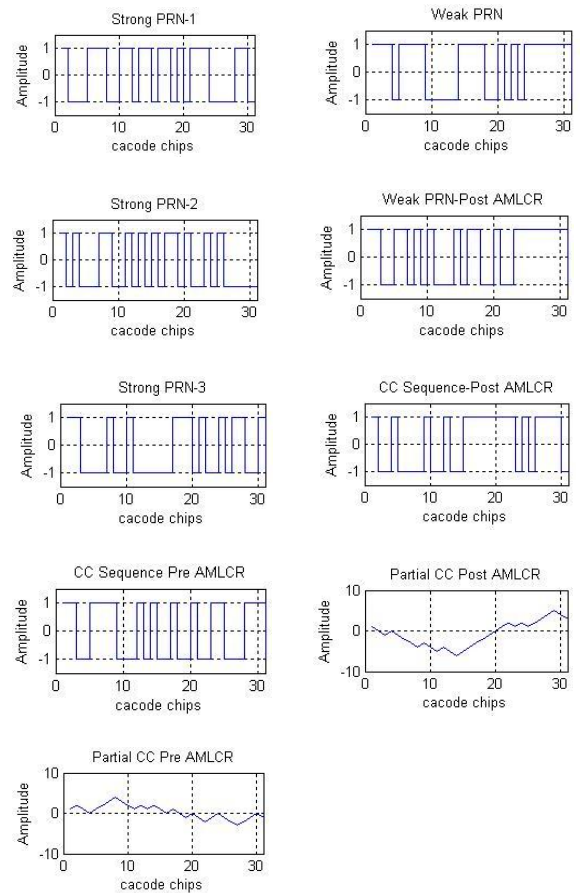 Strong PRN-1
Amplitude
1
0
-1
0 10 20 30
cacode chips
Weak PRN
Amplitude
1
0
-1
0 10 20 30
cacode chips
Strong PRN-2
Amplitude
1
0
-1
0 10 20 30
cacode chips
Weak PRN-Post AMLCR
Amplitude
1
0
-1
0 10 20 30
cacode chips
Strong PRN-3
Amplitude
1
0
-1
0 10 20 30
cacode chips
CC Sequence-Post AMLCR
Amplitude
1
0
-1
0 10 20 30
cacode chips
CC Sequence Pre AMLCR
Amplitude
1
0
-1
0 10 20 30
cacode chips
Partial CC Post AMLCR
Amplitude
10
0
-10
0 10 20 30
cacode chips
Partial CC Pre AMLCR
Amplitude
10
0
-10
0 10 20 30
cacode chips